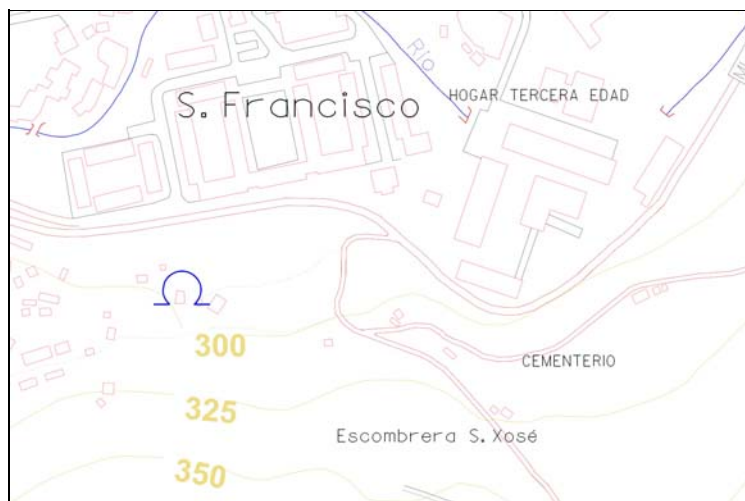 Río
S. Francisco
HOGAR TERCERA EDAD
300
CEMENTERIO
325
Escombrera S. Xosé
350